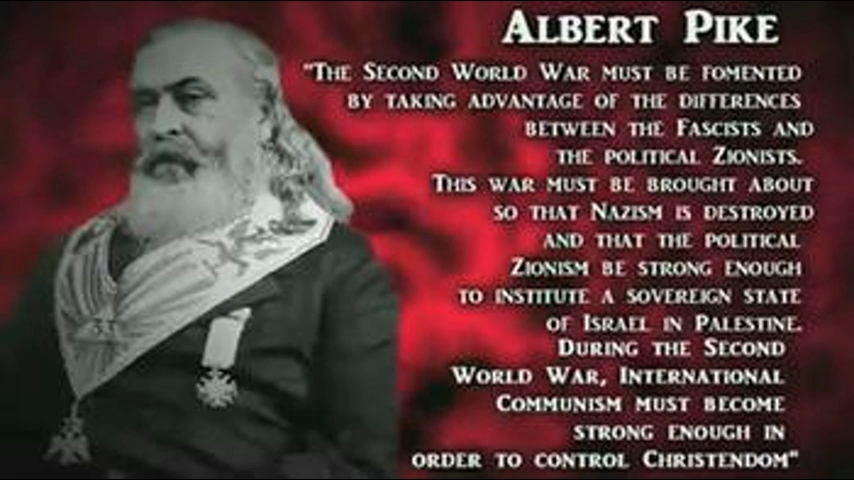 ALBERT PIKE
"THE SECOND WORLD WAR MUST BE FOMENTED
BY TAKING ADVANTAGE OF THE DIFFERENCES
BETWEEN THE FASCISTS AND
THE POLITICAL ZIONISTS.
THIS WAR MUST BE BROUGHT ABOUT
SO THAT NAZISM IS DESTROYED
AND THAT THE POLITICAL
ZIONISM BE STRONG ENOUGH
TO INSTITUTE A SOVEREIGN STATE
OF ISRAEL IN PALESTINE.
DURING THE SECOND
WORLD WAR, INTERNATIONAL
COMMUNISM MUST BECOME
STRONG ENOUGH IN
ORDER TO CONTROL CHRISTENDOM"